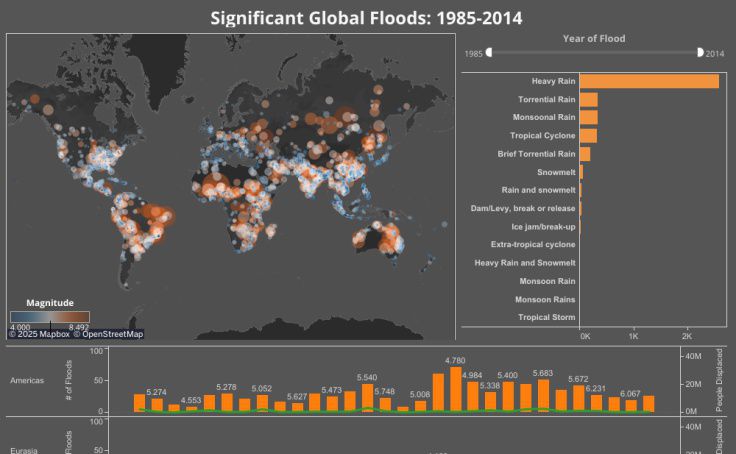 Significant Global Floods: 1985-2014
Year of Flood
1985
2014
Heavy Rain
Torrential Rain
Monsoonal Rain
Tropical Cyclone
Brief Torrential Rain
Snowmelt
Rain and snowmelt
Dam/Levy, break or release
Ice jam/break-up
Extra-tropical cyclone
Heavy Rain and Snowmelt
Monsoon Rain
Monsoon Rains
Tropical Storm
0K 1K 2K
Magnitude
4.000 8.492
© 2025 Mapbox © OpenStreetMap
Americas
# of Floods
100
50
0
5.274 4.553 5.278 5.052 5.627 5.473 5.540 5.748 5.008 4.780 4.984 5.338 5.400 5.683 5.672 6.231 6.067
40M
20M
0M
People Displaced
Eurasia
Floods
100
50
40M
Displaced